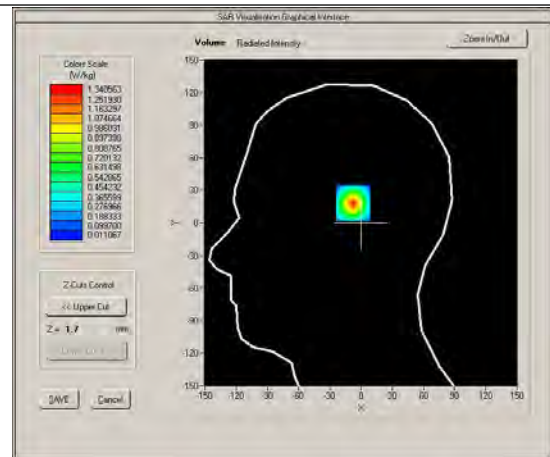 SAR Visualisation Graphical Interface
Volume Radiated Intensity
Zoom In/Out
Colors Scale
(W/kg)
1.340563
1.251930
1.163297
1.074664
0.986031
0.897398
0.808765
0.720132
0.631498
0.542865
0.454232
0.365599
0.276966
0.188333
0.099700
0.011067
150
120
90
60
30
0
-30
-60
-90
-120
-150
Y
-150 -120 -90 -60 -30 0 30 60 90 120 150
X
Z-Cuts Control
<< Upper Cut
Z = 1.7 mm
SAVE Cancel